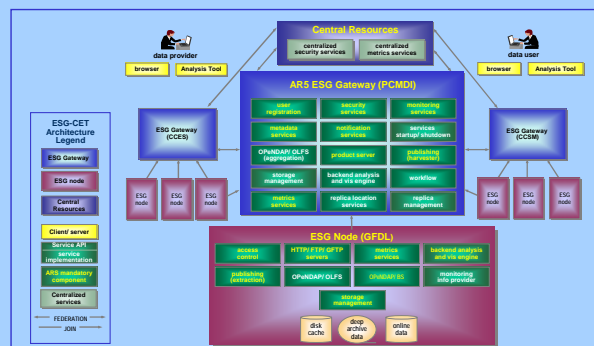 Central Resources
centralized
security services
centralized
metrics services
data provider
browser
Analysis Tool
data user
browser
Analysis Tool
AR5 ESG Gateway (PCMDI)
user
registration
security
services
monitoring
services
metadata
services
notification
services
services
startup/ shutdown
OPeNDAP/ OLFS
(aggregation)
product server
publishing
(harvester)
storage
management
backend analysis
and vis engine
workflow
metrics
services
replica location
services
replica
management
ESG Gateway
(CCES)
ESG Gateway
(CCSM)
ESG
node
ESG
node
ESG
node
ESG
node
ESG
node
ESG
node
ESG Node (GFDL)
access
control
HTTP/ FTP/ GFTP
servers
metrics
services
backend analysis
and vis engine
publishing
(extraction)
OPeNDAP/ OLFS
OPeNDAP/ BS
monitoring
info provider
storage
management
disk
cache
deep
archive
data
online
data
ESG-CET
Architecture
Legend
ESG Gateway
ESG node
Central
Resources
Client/ server
Service API
service
implementation
ARS mandatory
component
Centralized
services
FEDERATION
JOIN